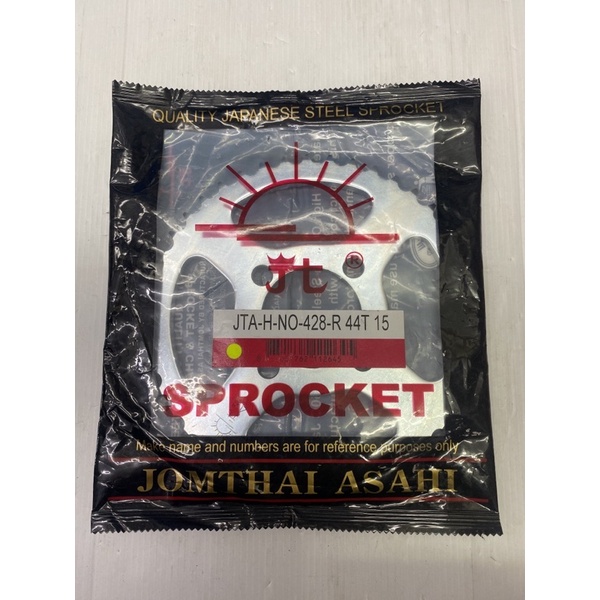 QUALITY JAPANESE STEEL SPROCKET
Jt ®
JTA-H-NO-428-R 44T 15
SPROCKET
Make name and numbers are for reference purposes only
JOMTHAI ASAHI